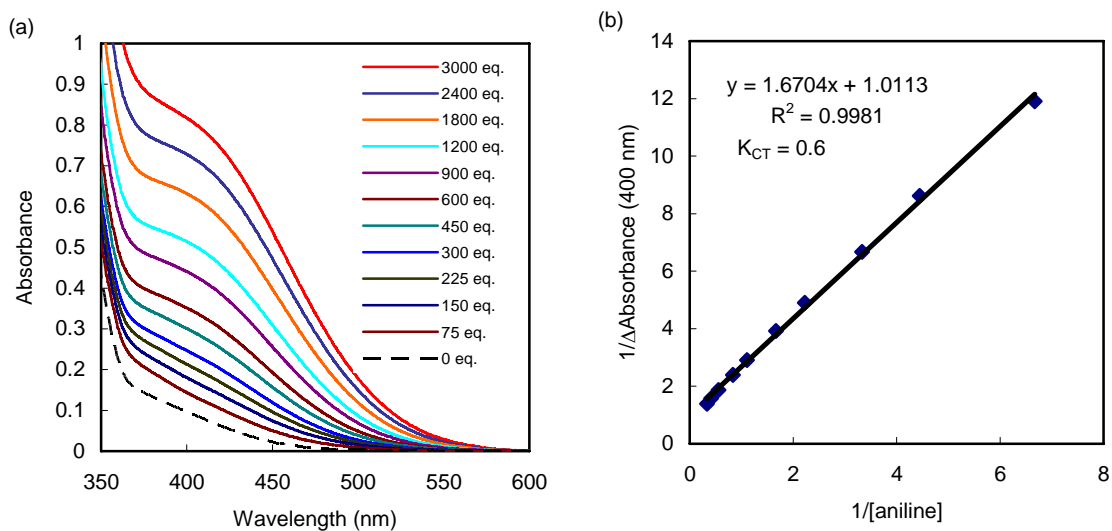 (a)
Absorbance
1
0.9
0.8
0.7
0.6
0.5
0.4
0.3
0.2
0.1
0
350
400
450
500
550
600
Wavelength (nm)
3000 eq.
2400 eq.
1800 eq.
1200 eq.
900 eq.
600 eq.
450 eq.
300 eq.
225 eq.
150 eq.
75 eq.
0 eq.
(b)
1/ΔAbsorbance (400 nm)
14
12
10
8
6
4
2
0
y = 1.6704x + 1.0113
R² = 0.9981
K_CT = 0.6
0
2
4
6
8
1/[aniline]